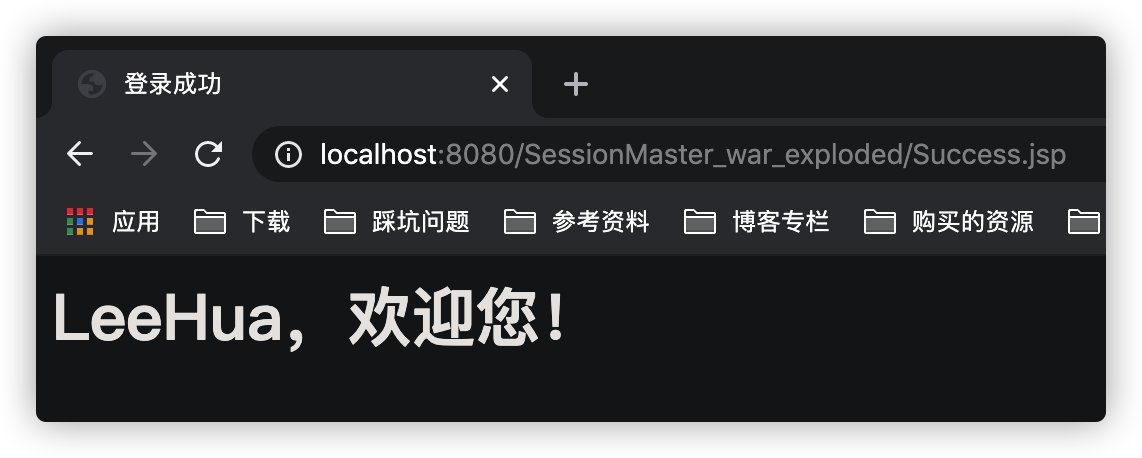 登录成功
localhost:8080/SessionMaster_war_exploded/Success.jsp
应用 下载 踩坑问题 参考资料 博客专栏 购买的资源
LeeHua，欢迎您！